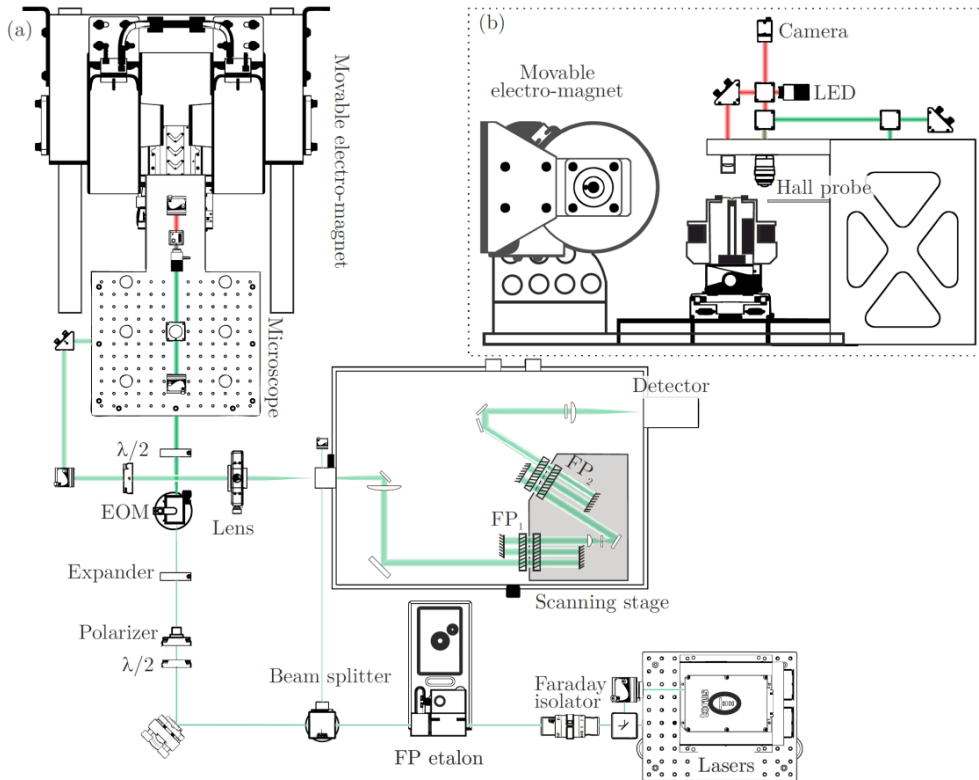 (a)
Movable electro-magnet
Microscope
λ/2
EOM
Lens
Expander
Polarizer
λ/2
Beam splitter
FP etalon
Faraday
isolator
torus
Lasers
Detector
FP₂
FP₁
Scanning stage
(b)
Camera
Movable
electro-magnet
LED
Hall probe